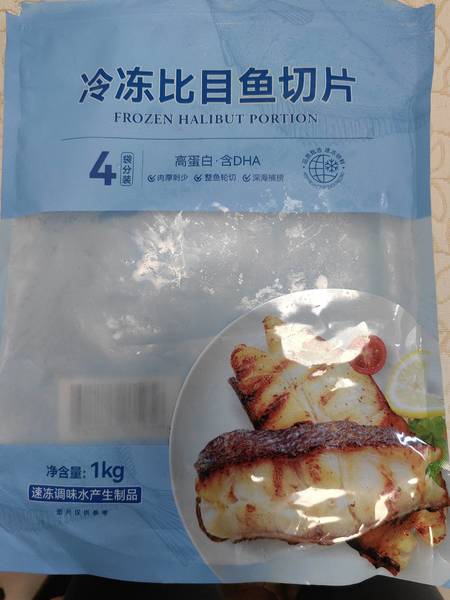 冷冻比目鱼切片
FROZEN HALIBUT PORTION
4 袋分装
高蛋白·含DHA
肉厚刺少 整鱼轮切 深海捕捞
净含量: 1kg
速冻调味水产生制品
图片仅供参考